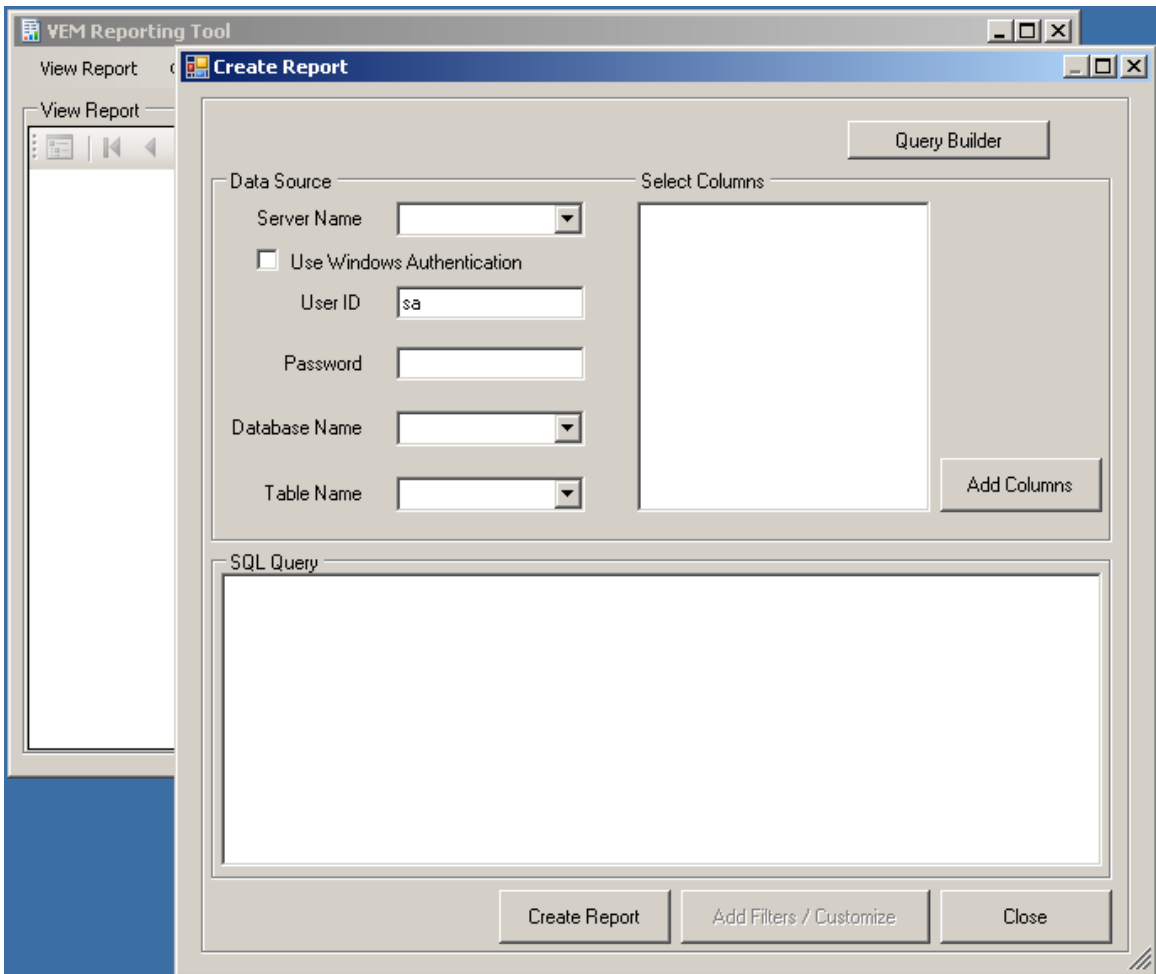 VEM Reporting Tool
View Report
Create Report
View Report
Query Builder
Data Source
Select Columns
Server Name
Use Windows Authentication
User ID
sa
Password
Database Name
Table Name
Add Columns
SQL Query
Create Report
Add Filters / Customize
Close